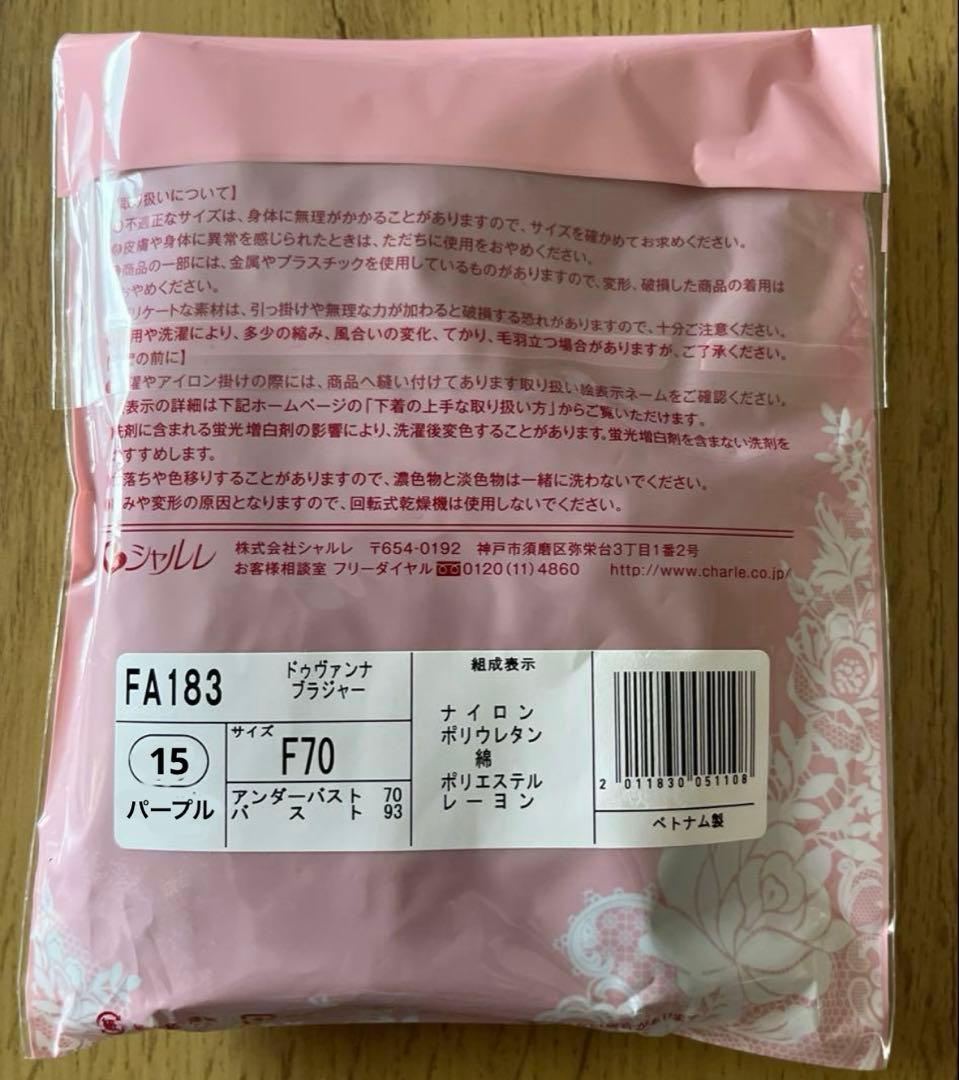 取り扱いについて】
不適正なサイズは、身体に無理がかかることがありますので、サイズを確かめてお求めください。
皮膚や身体に異常を感じられたときは、ただちに使用をおやめください。
商品の一部には、金属やプラスチックを使用しているものがありますので、変形、破損した商品の着用は
おやめください。
リケートな素材は、引っ掛けや無理な力が加わると破損する恐れがありますので、十分ご注意ください。
用や洗濯により、多少の縮み、風合いの変化、てかり、毛羽立つ場合がありますが、ご了承ください。
の前に】
濯やアイロン掛けの際には、商品へ縫い付けてあります取り扱い絵表示ネームをご確認ください。
表示の詳細は下記ホームページの「下着の上手な取り扱い方」からご覧いただけます。
洗剤に含まれる蛍光増白剤の影響により、洗濯後変色することがあります。蛍光増白剤を含まない洗剤を
すすめします。
落ちや色移りすることがありますので、濃色物と淡色物は一緒に洗わないでください。
みや変形の原因となりますので、回転式乾燥機は使用しないでください。
シャルレ 株式会社シャルレ 〒654-0192 神戸市須磨区弥栄台3丁目1番2号
お客様相談室 フリーダイヤル 0120(11)4860 http://www.charle.co.jp/
FA183 ドゥヴァンナ
ブラジャー
15
パープル
サイズ
F70
アンダーバスト 70
バスト 93
組成表示
ナイロン
ポリウレタン
綿
ポリエステル
レーヨン
2 011830 051108
ベトナム製